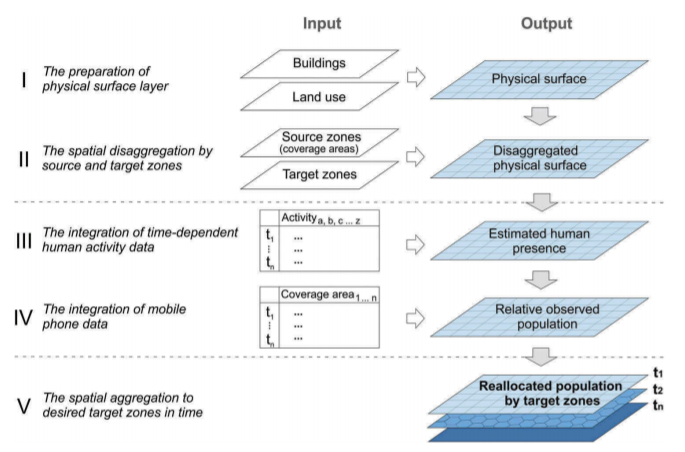 Input
Output
I
The preparation of
physical surface layer
Buildings
Land use
Physical surface
II
The spatial disaggregation by
source and target zones
Source zones
(coverage areas)
Target zones
Disaggregated
physical surface
III
The integration of time-dependent
human activity data
Activity a, b, c ... z
t1 ...
⋮ ...
tn ...
Estimated human
presence
IV
The integration of mobile
phone data
Coverage area 1 ... n
t1 ...
⋮ ...
tn ...
Relative observed
population
V
The spatial aggregation to
desired target zones in time
Reallocated population
by target zones
t1
t2
tn